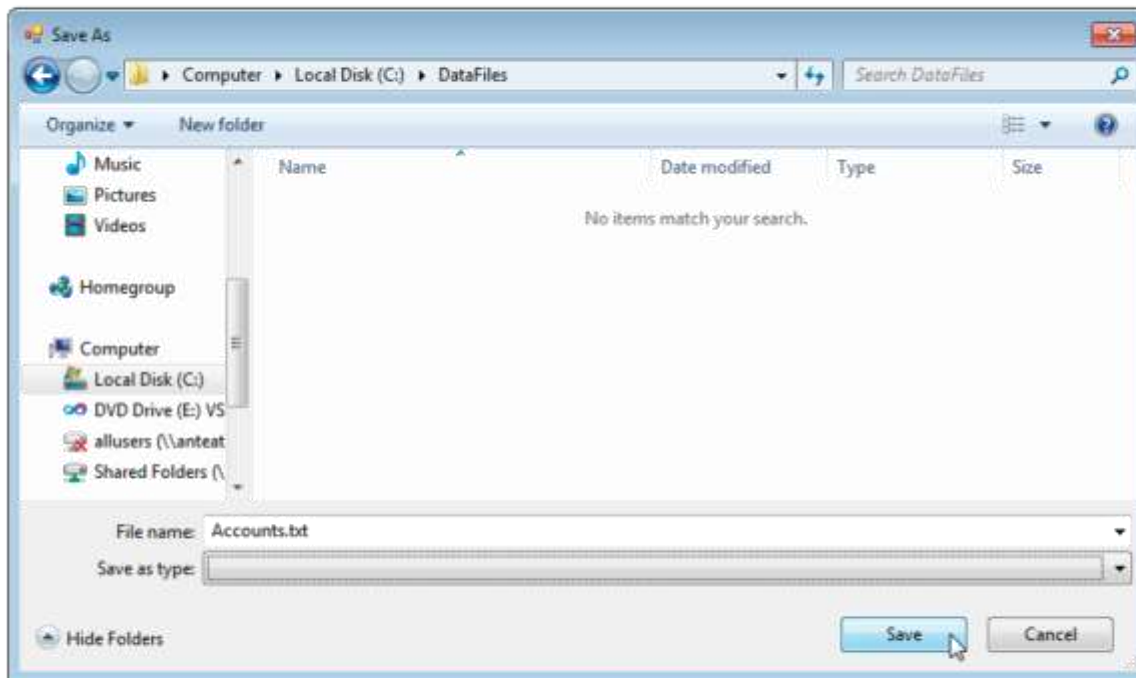 Save As
Computer Local Disk (C:) DataFiles
Search DataFiles
Organize New folder
Name Date modified Type Size
No items match your search.
Music
Pictures
Videos
Homegroup
Computer
Local Disk (C:)
DVD Drive (E:) VS
allusers (\\anteat
Shared Folders (\
File name: Accounts.txt
Save as type:
Hide Folders
Save Cancel